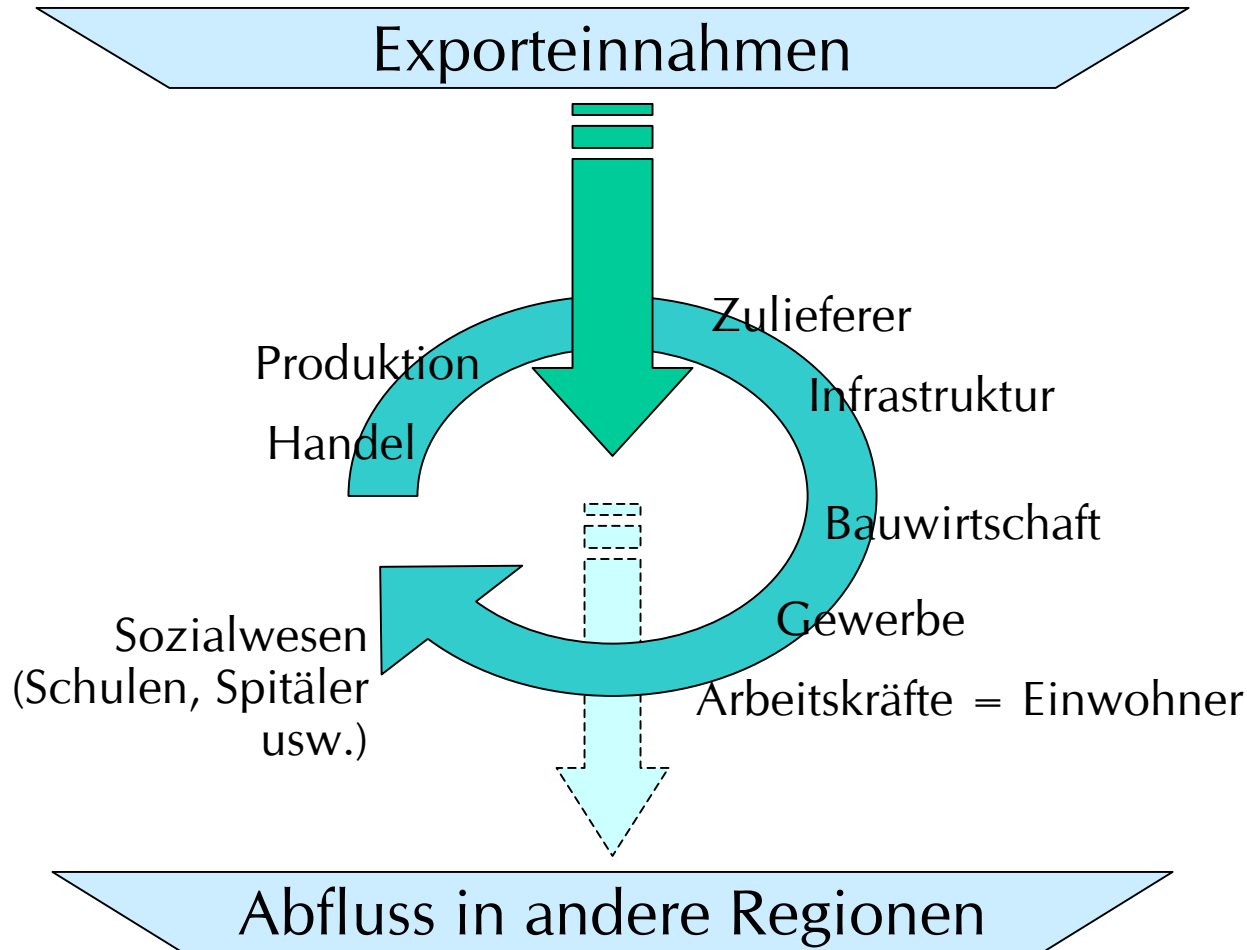 Exporteinnahmen
Zulieferer
Produktion
Infrastruktur
Handel
Bauwirtschaft
Gewerbe
Sozialwesen
(Schulen, Spitäler
usw.)
Arbeitskräfte = Einwohner
Abfluss in andere Regionen